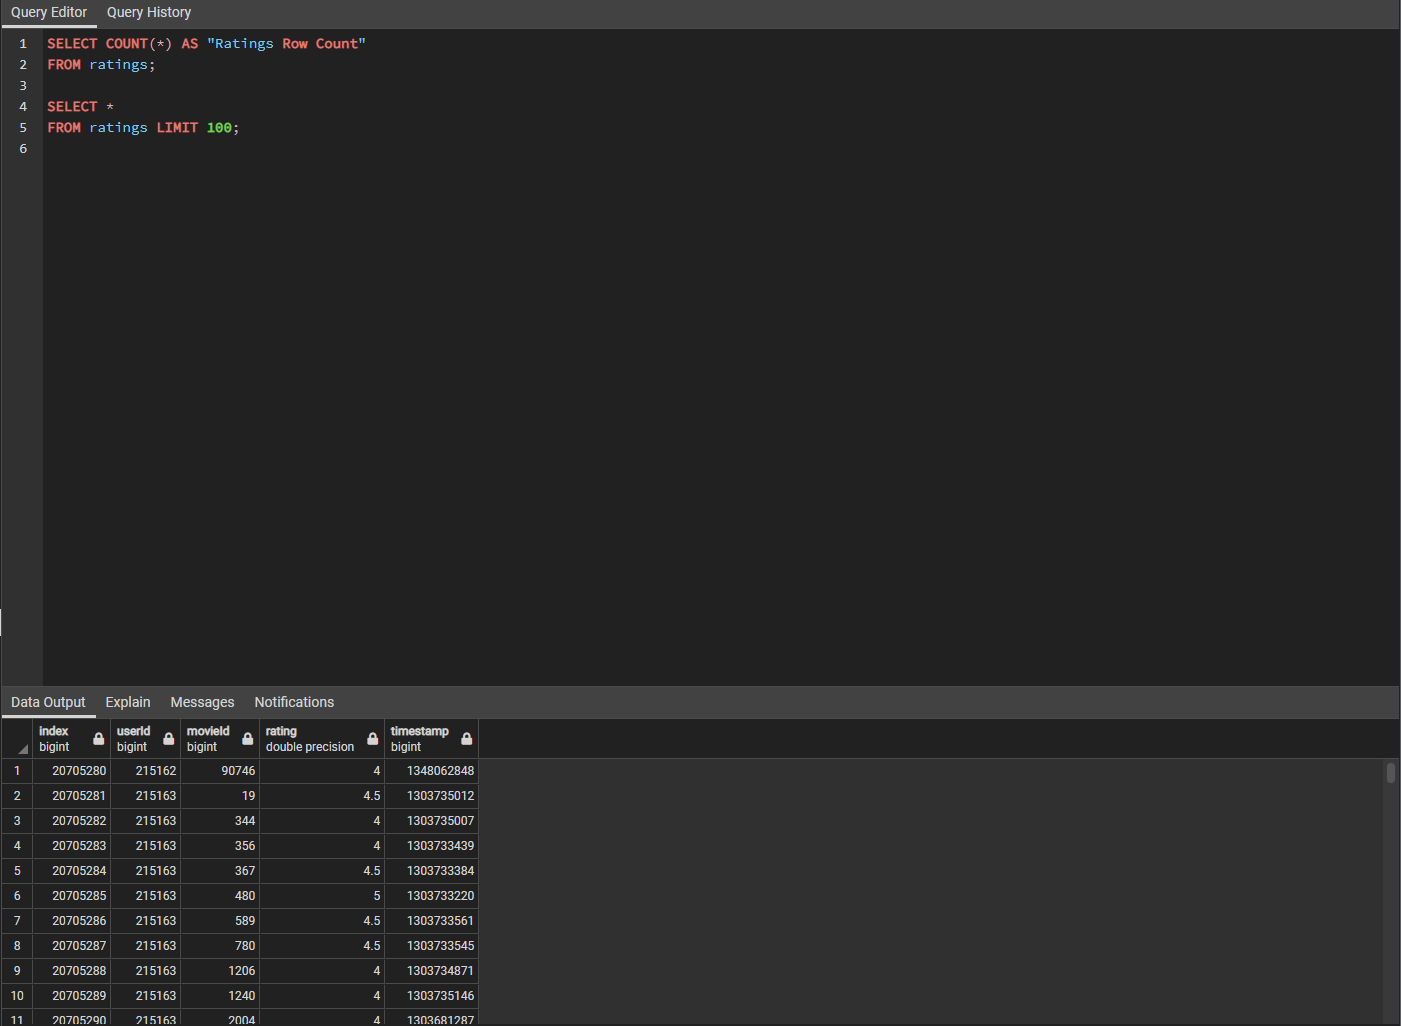 Query Editor Query History
1 SELECT COUNT(*) AS "Ratings Row Count"
2 FROM ratings;
3
4 SELECT *
5 FROM ratings LIMIT 100;
6
Data Output Explain Messages Notifications
index userId movieId rating timestamp
bigint bigint bigint double precision bigint
1 20705280 215162 90746 4 1348062848
2 20705281 215163 19 4.5 1303735012
3 20705282 215163 344 4 1303735007
4 20705283 215163 356 4 1303733439
5 20705284 215163 367 4.5 1303733384
6 20705285 215163 480 5 1303733220
7 20705286 215163 589 4.5 1303733561
8 20705287 215163 780 4.5 1303733545
9 20705288 215163 1206 4 1303734871
10 20705289 215163 1240 4 1303735146
11 20705290 215163 2004 4 1303681287